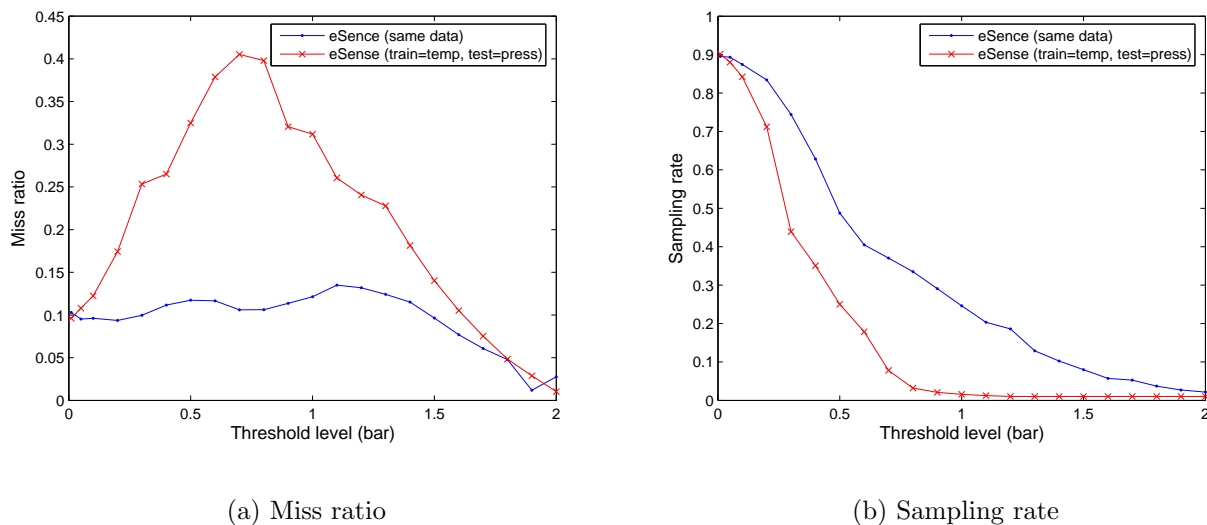 0.45
0.4
0.35
0.3
0.25
0.2
0.15
0.1
0.05
0
Miss ratio
eSence (same data)
eSense (train=temp, test=press)
0 0.5 1 1.5 2
Threshold level (bar)
(a) Miss ratio
1
0.9
0.8
0.7
0.6
0.5
0.4
0.3
0.2
0.1
0
Sampling rate
eSence (same data)
eSense (train=temp, test=press)
0 0.5 1 1.5 2
Threshold level (bar)
(b) Sampling rate